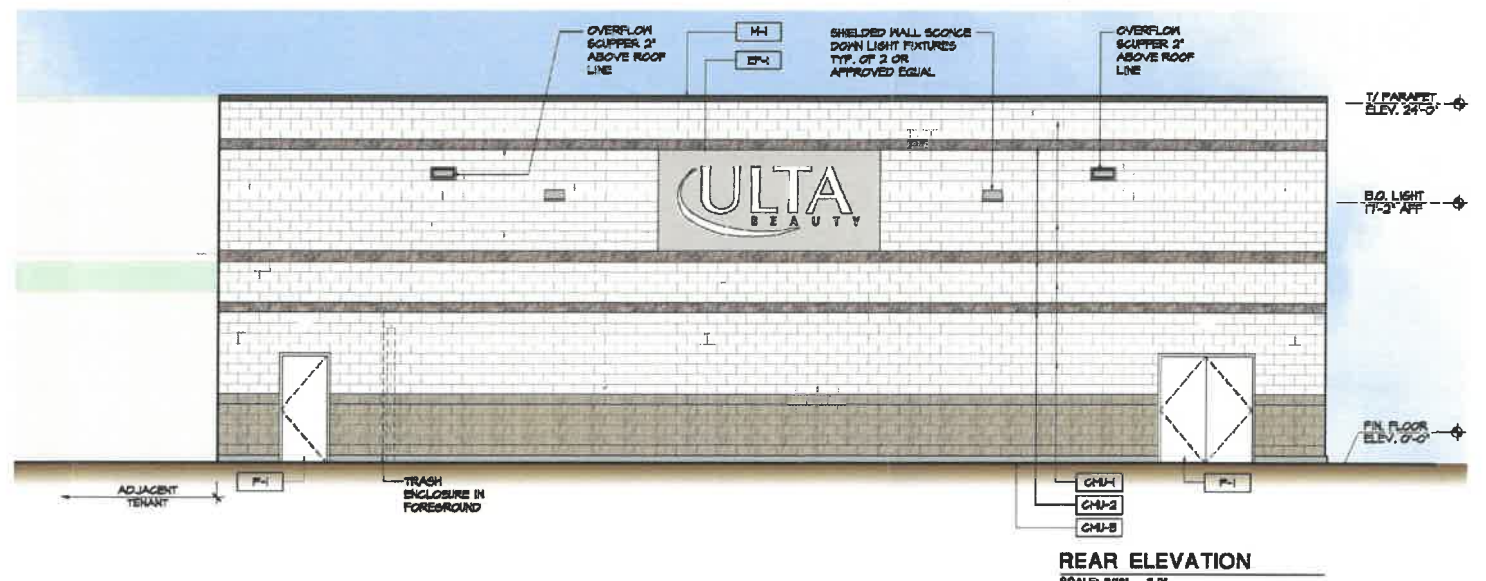 OVERFLOW
SCUPPER 2"
ABOVE ROOF
LINE
M-1
EF-1
SHIELDED WALL SCONCE
DOWN LIGHT FIXTURES
TYP. OF 2 OR
APPROVED EQUAL
OVERFLOW
SCUPPER 2"
ABOVE ROOF
LINE
T/ PARAPET
ELEV. 24'-0"
ULTA
BEAUTY
B.O. LIGHT
17'-2" AFF
FIN. FLOOR
ELEV. 0'-0"
ADJACENT
TENANT
P-1
TRASH
ENCLOSURE IN
FOREGROUND
CMU-1
CMU-2
P-1
REAR ELEVATION